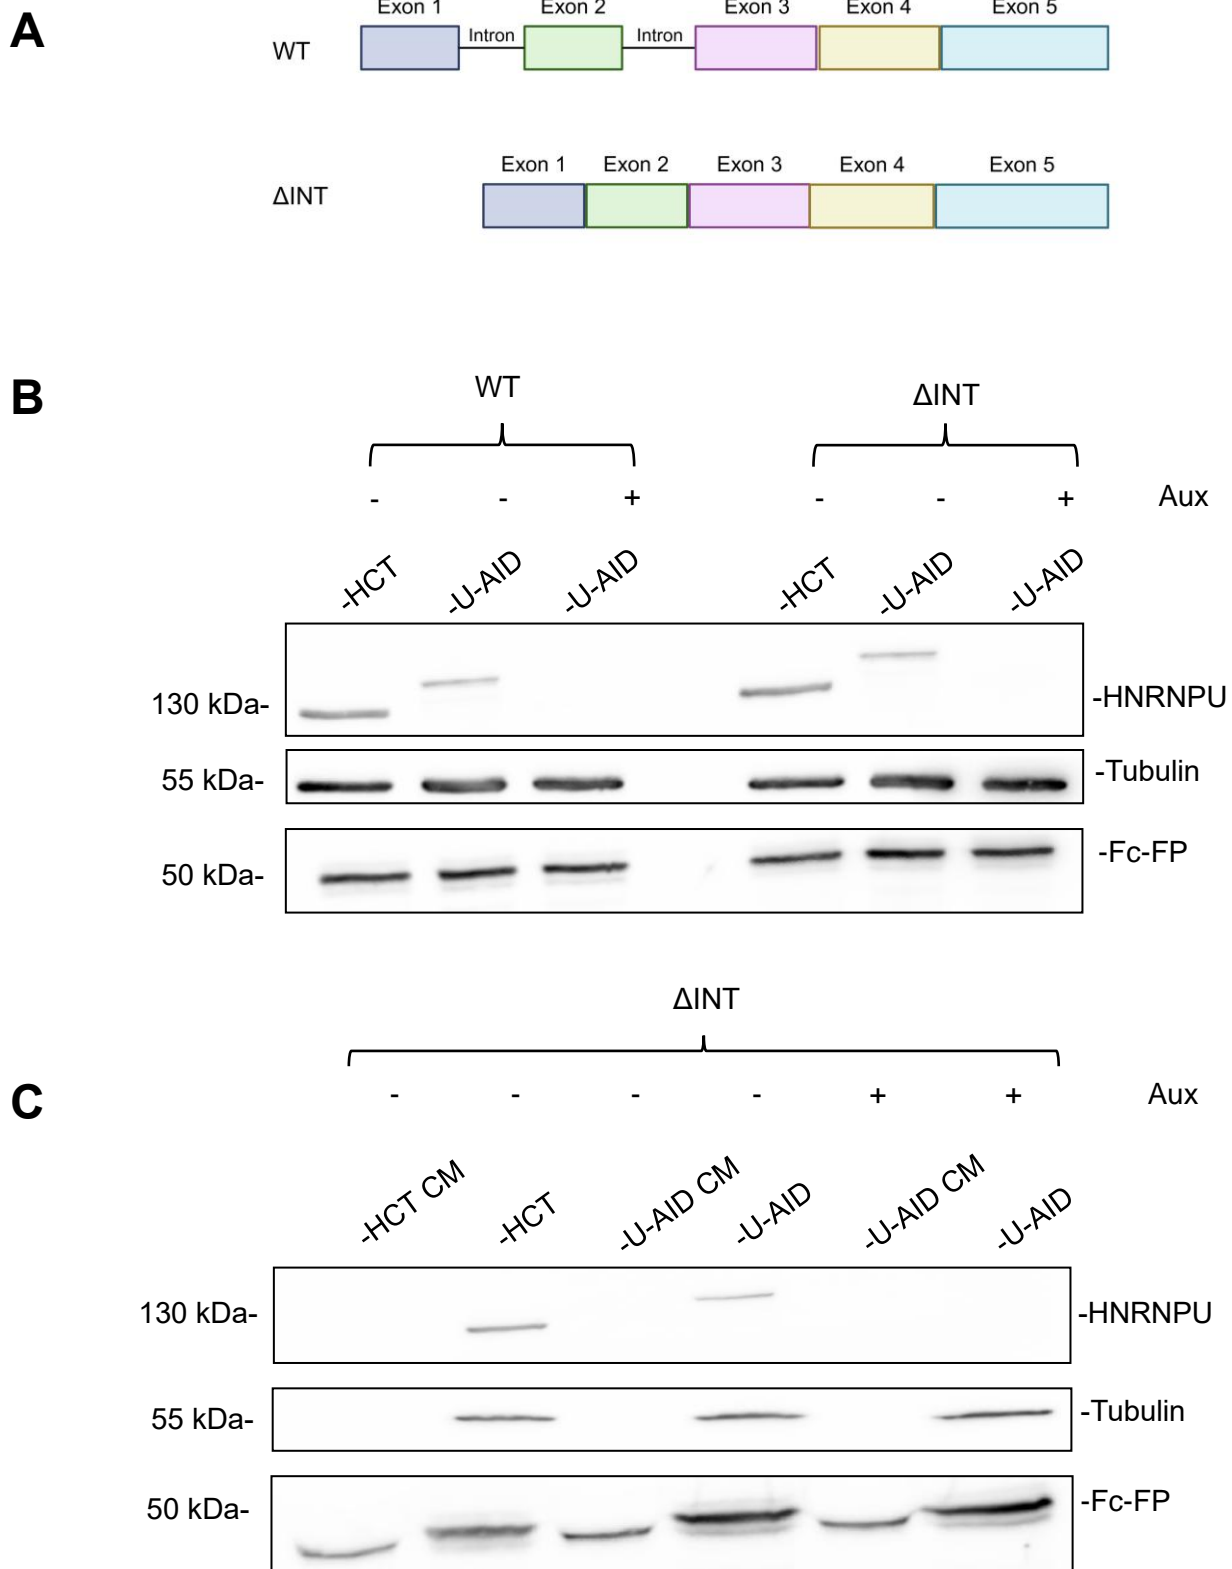 A
Exon 1 Exon 2 Exon 3 Exon 4 Exon 5
WT Intron Intron
Exon 1 Exon 2 Exon 3 Exon 4 Exon 5
ΔINT
B
WT ΔINT
- - + - - + Aux
-HCT -U-AID -U-AID -HCT -U-AID -U-AID
130 kDa- -HNRNPU
55 kDa- -Tubulin
50 kDa- -Fc-FP
ΔINT
C
- - - - + + Aux
-HCT CM -HCT -U-AID CM -U-AID -U-AID CM -U-AID
130 kDa- -HNRNPU
55 kDa- -Tubulin
50 kDa- -Fc-FP